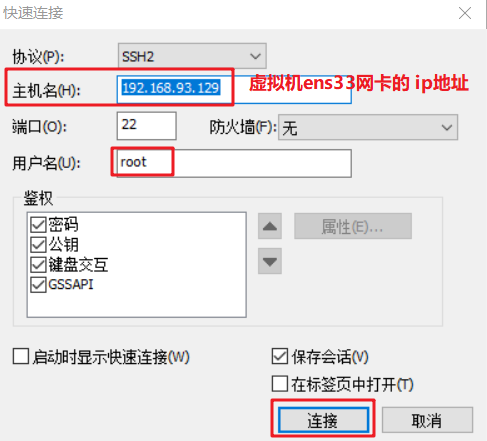 快速连接
协议(P): SSH2
主机名(H): 192.168.93.129 虚拟机ens33网卡的 ip地址
端口(O): 22 防火墙(F): 无
用户名(U): root
鉴权
密码
公钥
键盘交互
GSSAPI
属性(E)...
启动时显示快速连接(W) 保存会话(V)
在标签页中打开(T)
连接 取消